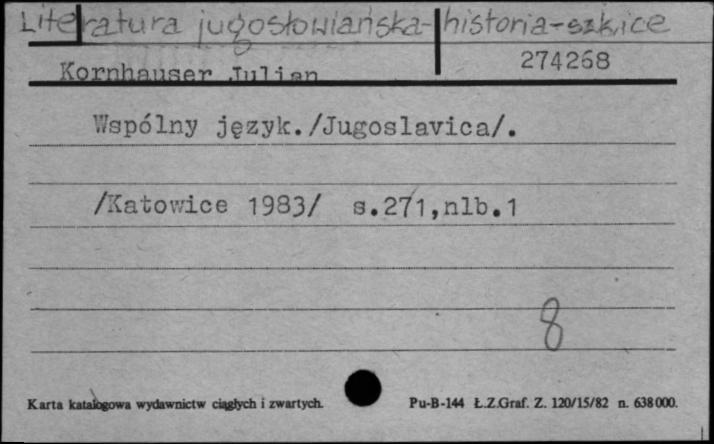 Literatura jugosłowiańska-historia-szkice
Kornhauser Julian 274268
Wspólny język./Jugoslavica/.
/Katowice 1983/ s.271,nlb.1
8
Karta katalogowa wydawnictw ciągłych i zwartych. Pu-B-144 Ł.Z.Graf. Z. 120/15/82 n. 638000.